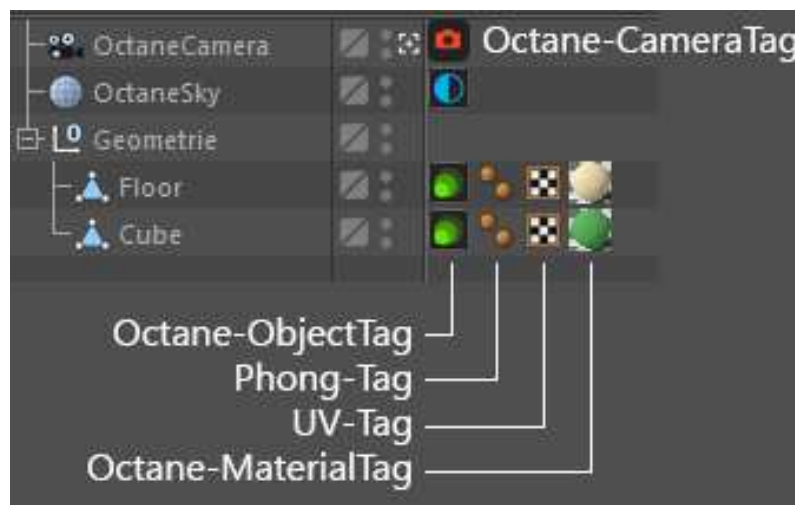 OctaneCamera
Octane-CameraTag
OctaneSky
Geometrie
Floor
Cube
Octane-ObjectTag
Phong-Tag
UV-Tag
Octane-MaterialTag